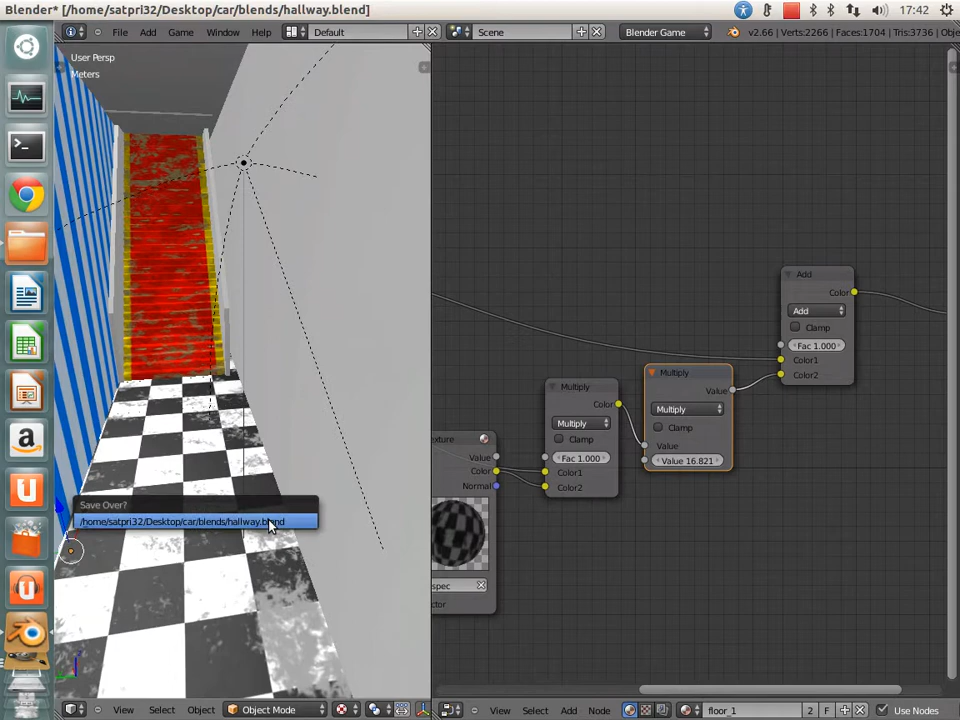 Blender* [/home/satpri32/Desktop/car/blends/hallway.blend]
17:42
File Add Game Window Help
Default
Scene
Blender Game
v2.66 | Verts:2266 | Faces:1704 | Tris:3736 | Obje
User Persp
Meters
Add
Color
Add
Clamp
Fac 1.000
Color1
Color2
Multiply
Value
Multiply
Clamp
Value
Value 16.821
Multiply
Color
Multiply
Clamp
Fac 1.000
Color1
Color2
exture
Value
Color
Normal
spec
ctor
Save Over?
/home/satpri32/Desktop/car/blends/hallway.blend
View Select Object
Object Mode
View Select Add Node
floor_1
2
F
Use Nodes